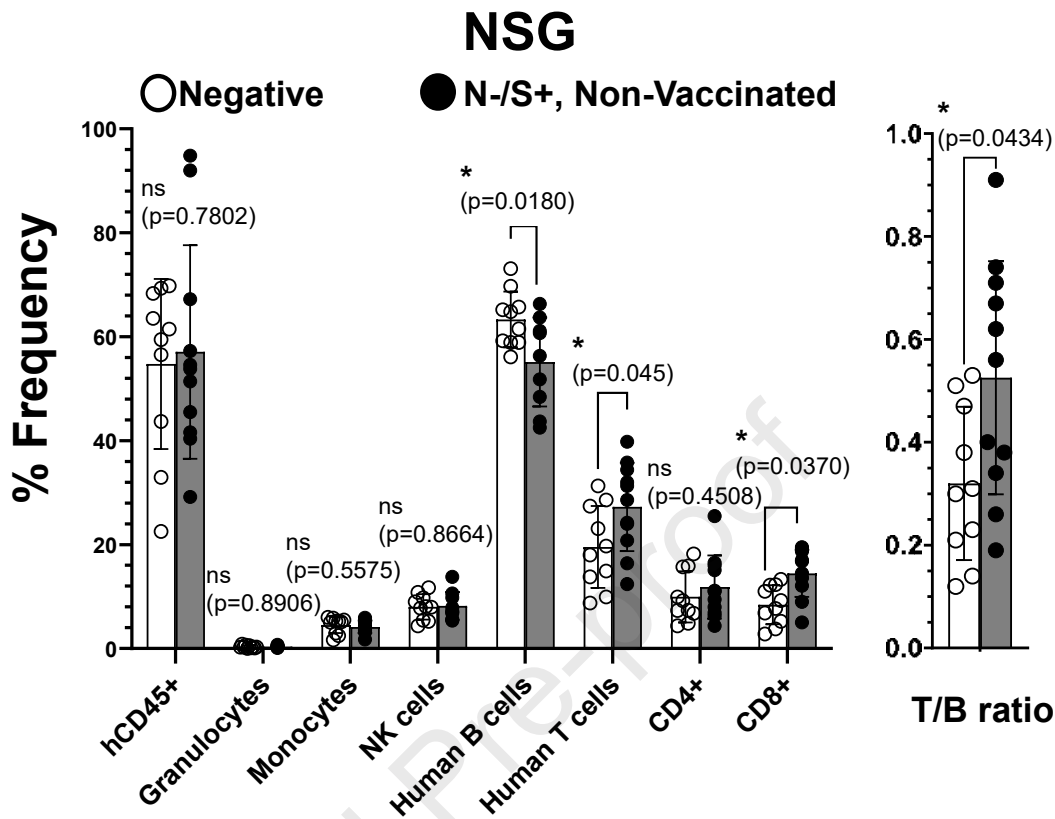 NSG
Negative
N-/S+, Non-Vaccinated
% Frequency
100
80
60
40
20
0
ns
(p=0.7802)
ns
(p=0.8906)
ns
(p=0.5575)
ns
(p=0.8664)
*
(p=0.0180)
*
(p=0.045)
ns
(p=0.4508)
*
(p=0.0370)
hCD45+
Granulocytes
Monocytes
NK cells
Human B cells
Human T cells
CD4+
CD8+
*
(p=0.0434)
1.0
0.8
0.6
0.4
0.2
0.0
T/B ratio
Pre-proof